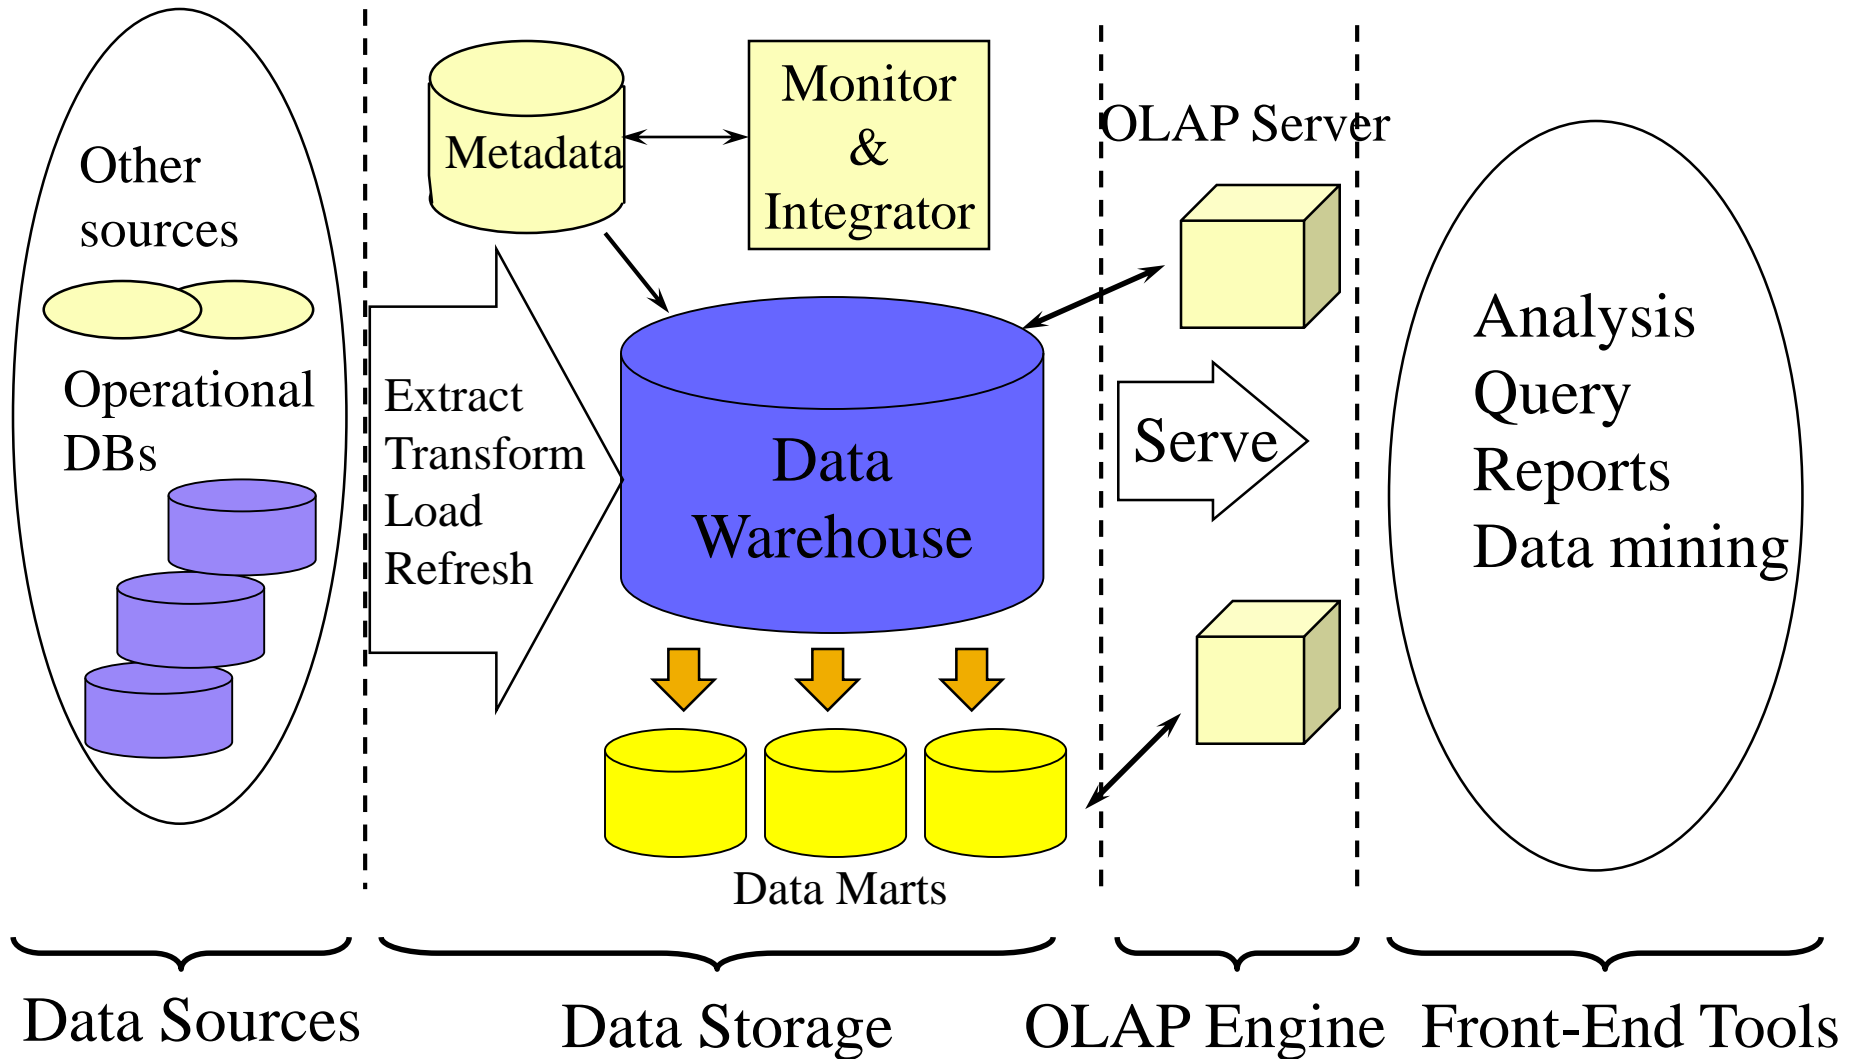 Other
sources
Operational
DBs
Metadata
Monitor
&
Integrator
Extract
Transform
Load
Refresh
Data
Warehouse
Data Marts
OLAP Server
Serve
Analysis
Query
Reports
Data mining
Data Sources
Data Storage
OLAP Engine
Front-End Tools